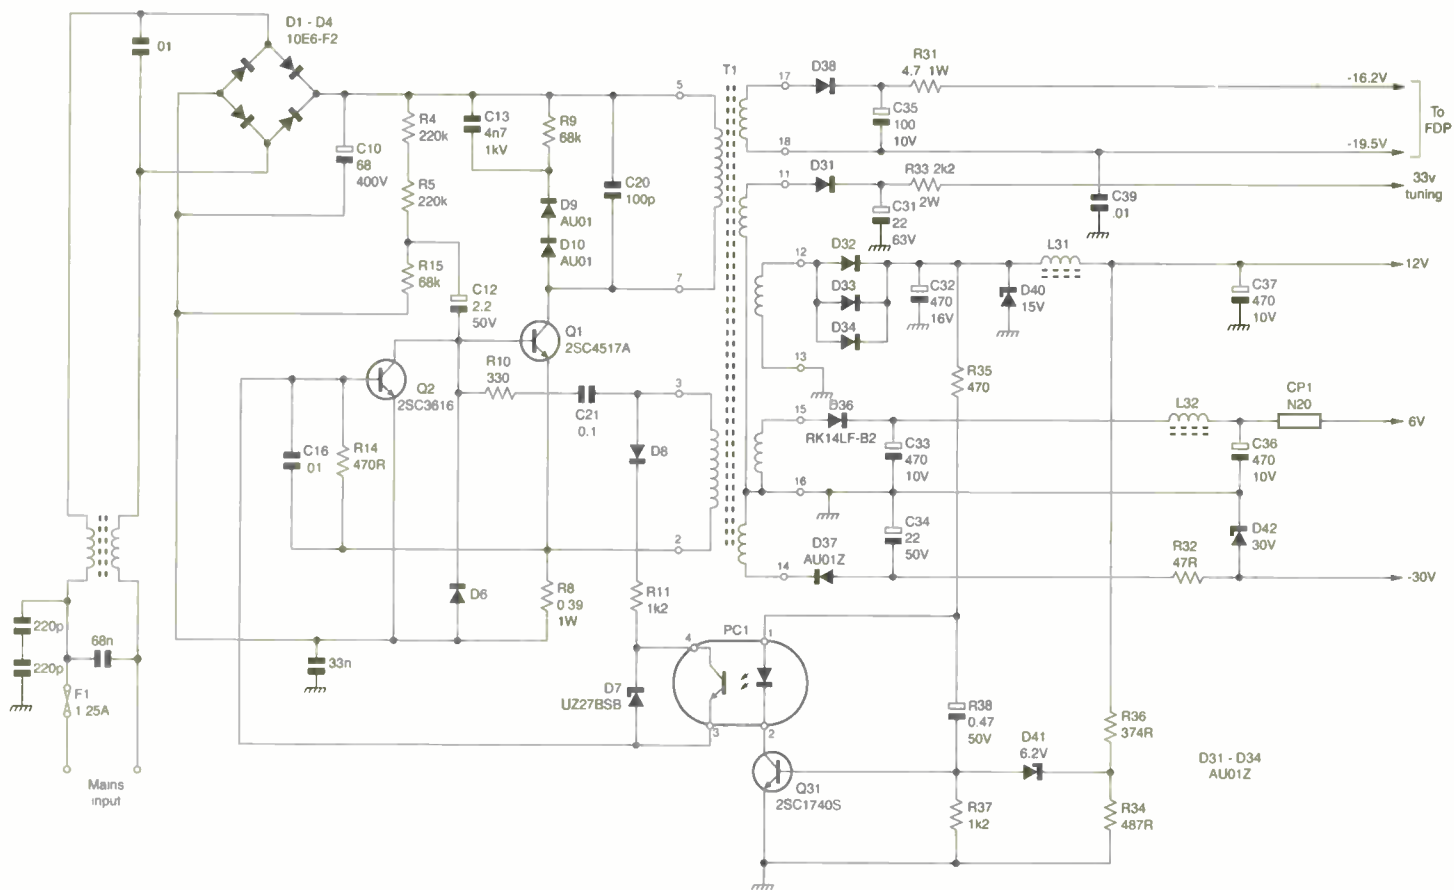 D1 - D4
10E6-F2
01
C10
68
400V
R4
220k
R5
220k
R15
68k
C13
4n7
1kV
R9
68k
D9
AU01
D10
AU01
C20
100p
C12
2.2
50V
Q1
2SC4517A
Q2
2SC3616
R10
330
C21
0.1
C16
01
R14
470R
D8
D6
R8
0 39
1W
R11
1k2
D7
UZ27BSB
220p
220p
68n
33n
F1
1 25A
Mains
input
T1
5
7
3
2
17
18
11
12
13
15
16
14
D38
R31
4.7 1W
C35
100
10V
-16.2V
-19.5V
To
FDP
D31
R33 2k2
2W
C31
22
63V
33v
tuning
C39
.01
D32
D33
D34
C32
470
16V
D40
15V
L31
C37
470
10V
12V
R35
470
D36
RK14LF-B2
C33
470
10V
L32
CP1
N20
6V
C36
470
10V
C34
22
50V
D37
AU01Z
R32
47R
D42
30V
-30V
PC1
4
1
3
2
Q31
2SC1740S
R38
0.47
50V
D41
6.2V
R36
374R
R37
1k2
R34
487R
D31 - D34
AU01Z